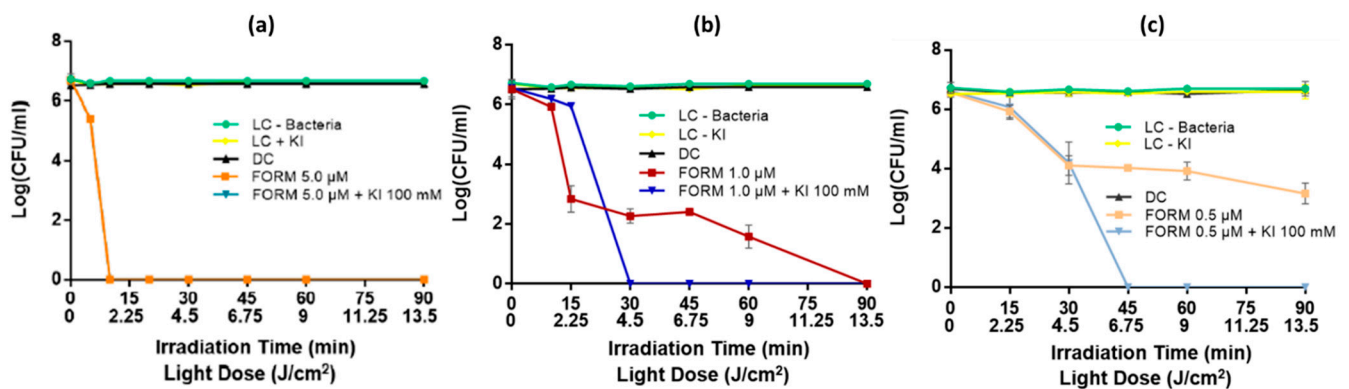 (a)
8
6
4
2
0
Log(CFU/ml)
LC - Bacteria
LC + KI
DC
FORM 5.0 µM
FORM 5.0 µM + KI 100 mM
0 15 30 45 60 75 90
0 2.25 4.5 6.75 9 11.25 13.5
Irradiation Time (min)
Light Dose (J/cm²)
(b)
8
6
4
2
0
Log(CFU/ml)
LC - Bacteria
LC - KI
DC
FORM 1.0 µM
FORM 1.0 µM + KI 100 mM
0 15 30 45 60 75 90
0 2.25 4.5 6.75 9 11.25 13.5
Irradiation Time (min)
Light Dose (J/cm²)
(c)
8
6
4
2
0
Log(CFU/ml)
LC - Bacteria
LC - KI
DC
FORM 0.5 µM
FORM 0.5 µM + KI 100 mM
0 15 30 45 60 75 90
0 2.25 4.5 6.75 9 11.25 13.5
Irradiation Time (min)
Light Dose (J/cm²)